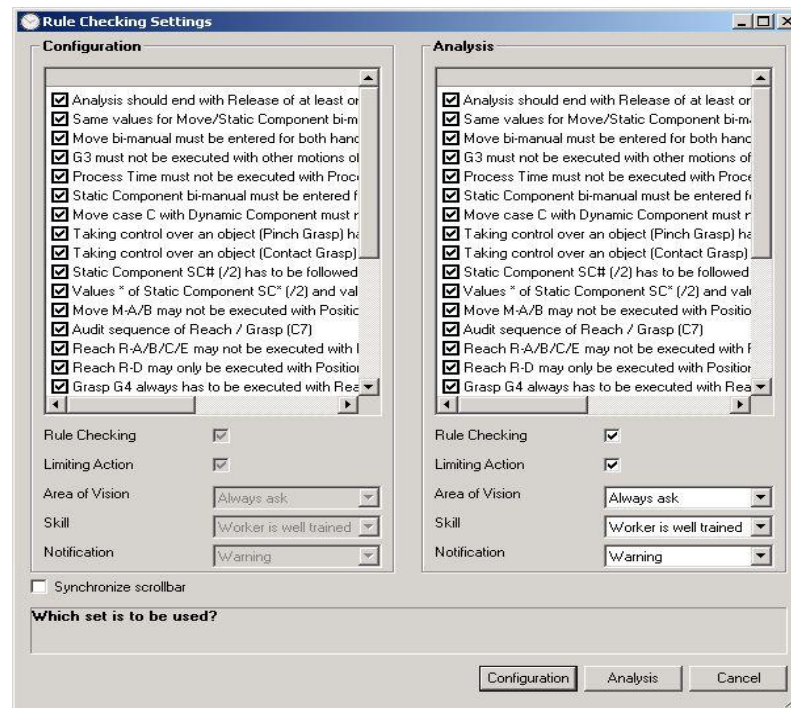 Rule Checking Settings
Configuration
Analysis should end with Release of at least or
Same values for Move/Static Component bi-m
Move bi-manual must be entered for both hand
G3 must not be executed with other motions of
Process Time must not be executed with Proce
Static Component bi-manual must be entered f
Move case C with Dynamic Component must r
Taking control over an object (Pinch Grasp) ha
Taking control over an object (Contact Grasp)
Static Component SC# (/2) has to be followed
Values * of Static Component SC* (/2) and val
Move M-A/B may not be executed with Positio
Audit sequence of Reach / Grasp (C7)
Reach R-A/B/C/E may not be executed with
Reach R-D may only be executed with Position
Grasp G4 always has to be executed with Rea
Rule Checking
Limiting Action
Area of Vision Always ask
Skill Worker is well trained
Notification Warning
Analysis
Analysis should end with Release of at least or
Same values for Move/Static Component bi-m
Move bi-manual must be entered for both hand
G3 must not be executed with other motions of
Process Time must not be executed with Proce
Static Component bi-manual must be entered f
Move case C with Dynamic Component must r
Taking control over an object (Pinch Grasp) ha
Taking control over an object (Contact Grasp)
Static Component SC# (/2) has to be followed
Values * of Static Component SC* (/2) and val
Move M-A/B may not be executed with Positio
Audit sequence of Reach / Grasp (C7)
Reach R-A/B/C/E may not be executed with
Reach R-D may only be executed with Position
Grasp G4 always has to be executed with Rea
Rule Checking
Limiting Action
Area of Vision Always ask
Skill Worker is well trained
Notification Warning
Synchronize scrollbar
Which set is to be used?
Configuration Analysis Cancel